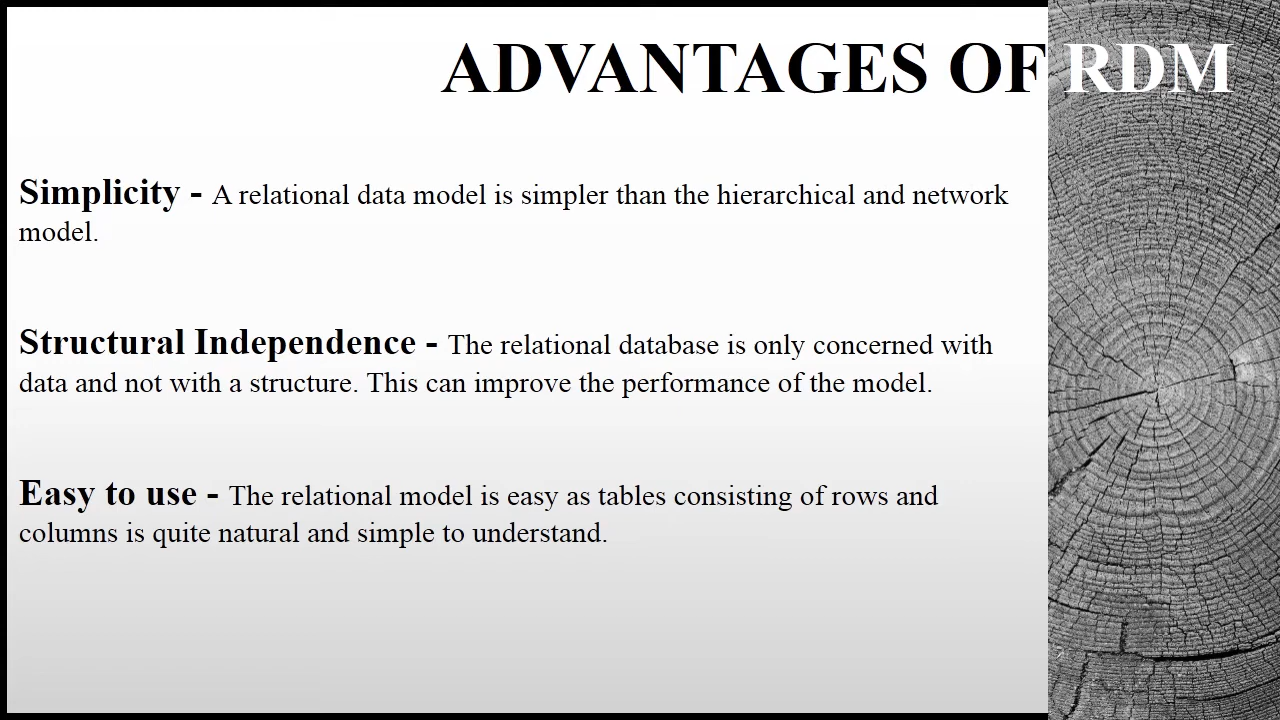 ADVANTAGES OF RDM
Simplicity - A relational data model is simpler than the hierarchical and network
model.
Structural Independence - The relational database is only concerned with
data and not with a structure. This can improve the performance of the model.
Easy to use - The relational model is easy as tables consisting of rows and
columns is quite natural and simple to understand.